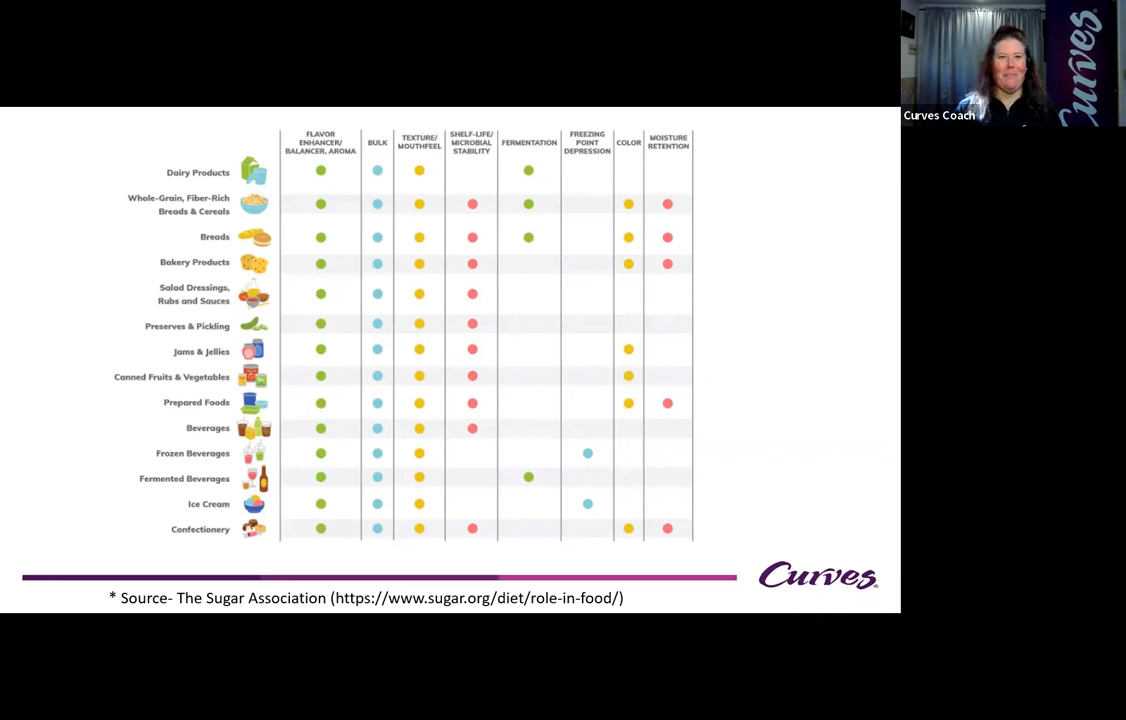 Curves
Curves Coach
FLAVOR
ENHANCER/
BALANCER, AROMA
BULK
TEXTURE/
MOUTHFEEL
SHELF-LIFE/
MICROBIAL
STABILITY
FERMENTATION
FREEZING
POINT
DEPRESSION
COLOR
MOISTURE
RETENTION
Dairy Products
Whole-Grain, Fiber-Rich
Breads & Cereals
Breads
Bakery Products
Salad Dressings,
Rubs and Sauces
Preserves & Pickling
Jams & Jellies
Canned Fruits & Vegetables
Prepared Foods
Beverages
Frozen Beverages
Fermented Beverages
Ice Cream
Confectionery
Curves®
* Source- The Sugar Association (https://www.sugar.org/diet/role-in-food/)